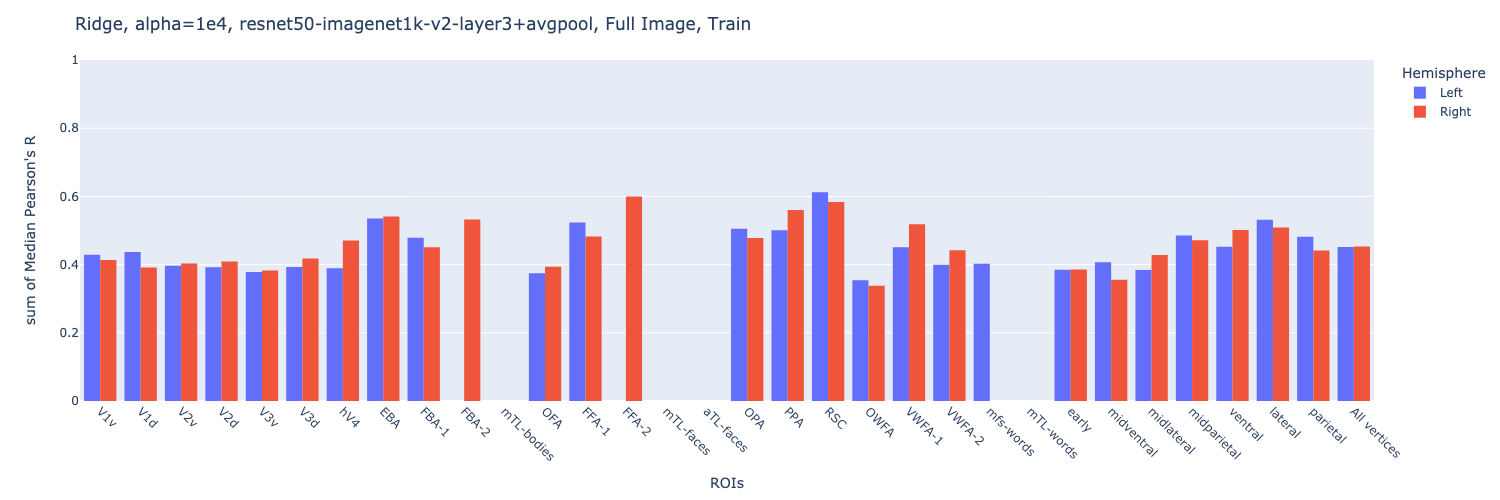 Ridge, alpha=1e4, resnet50-imagenet1k-v2-layer3+avgpool, Full Image, Train
Hemisphere
Left
Right
sum of Median Pearson's R
1
0.8
0.6
0.4
0.2
0
V1v
V1d
V2v
V2d
V3v
V3d
hV4
EBA
FBA-1
FBA-2
mTL-bodies
OFA
FFA-1
FFA-2
mTL-faces
aTL-faces
OPA
PPA
RSC
OWFA
VWFA-1
VWFA-2
mfs-words
mTL-words
early
midventral
midlateral
midparietal
ventral
lateral
parietal
All vertices
ROIs